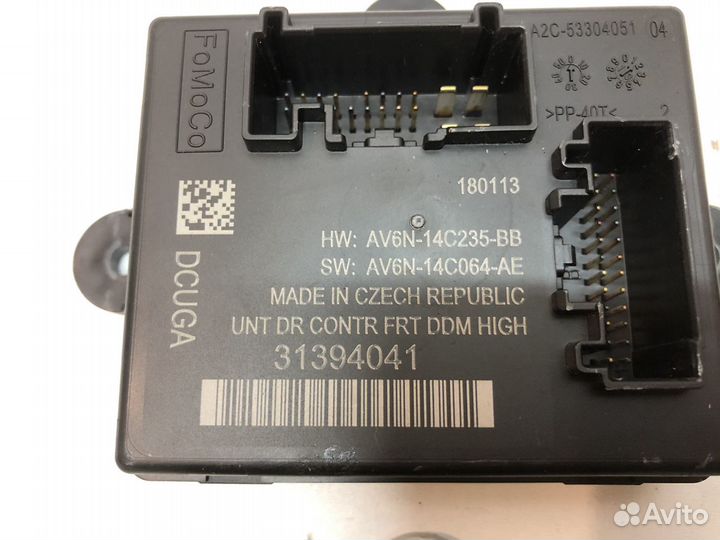 FoMoCo
A2C-53304051 04
>PP-40T< 2
180113
HW: AV6N-14C235-BB
SW: AV6N-14C064-AE
MADE IN CZECH REPUBLIC
UNT DR CONTR FRT DDM HIGH
31394041
DCUGA
Avito